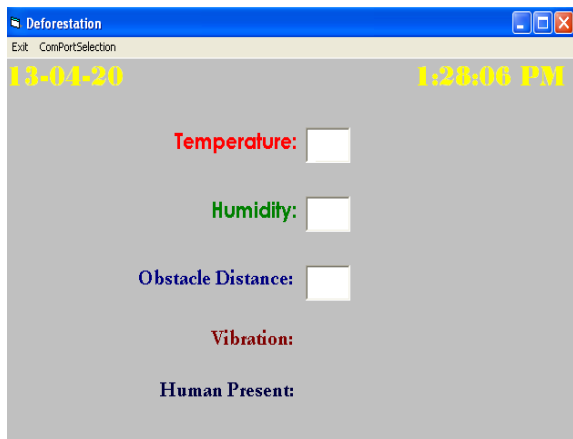 Deforestation
Exit ComPortSelection
13-04-20 1:28:06 PM
Temperature:
Humidity:
Obstacle Distance:
Vibration:
Human Present: